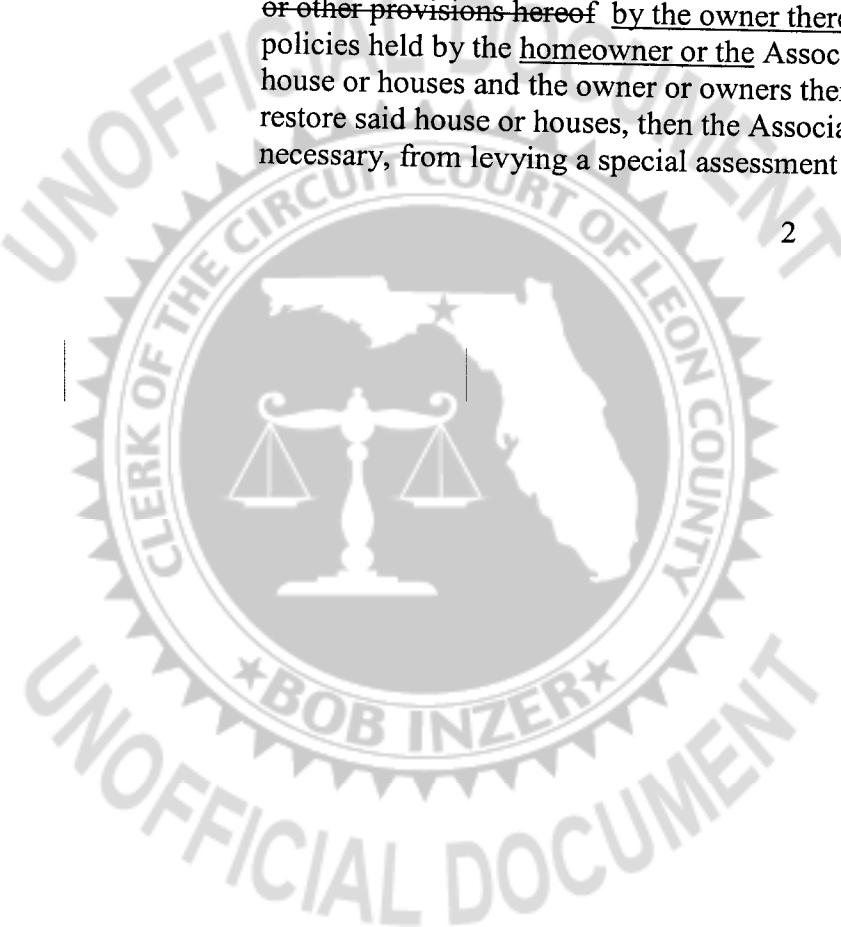 or other provisions hereof by the owner there
policies held by the homeowner or the Assoc
house or houses and the owner or owners the
restore said house or houses, then the Associa
necessary, from levying a special assessment
2
UNOFFICIAL DOCUMENT
CLERK OF THE CIRCUIT COURT OF LEON COUNTY
★BOB INZER★
UNOFFICIAL DOCUMENT